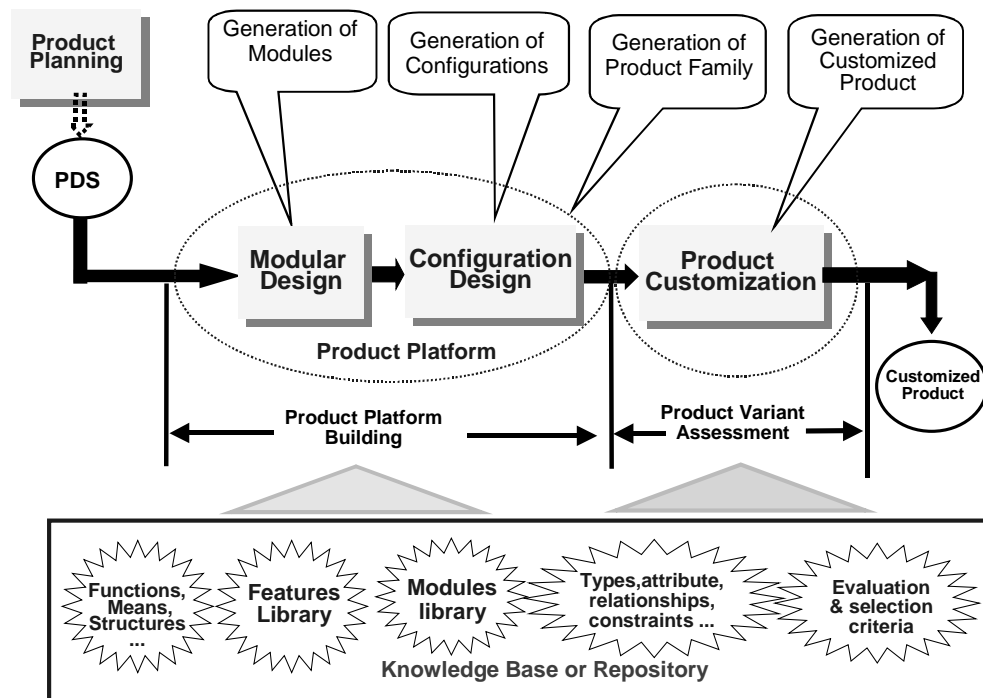 Product
Planning
Generation of
Modules
Generation of
Configurations
Generation of
Product Family
Generation of
Customized
Product
PDS
Modular
Design
Configuration
Design
Product
Customization
Product Platform
Customized
Product
Product Platform
Building
Product Variant
Assessment
Functions,
Means,
Structures
...
Features
Library
Modules
library
Types,attribute,
relationships,
constraints ...
Evaluation
& selection
criteria
Knowledge Base or Repository